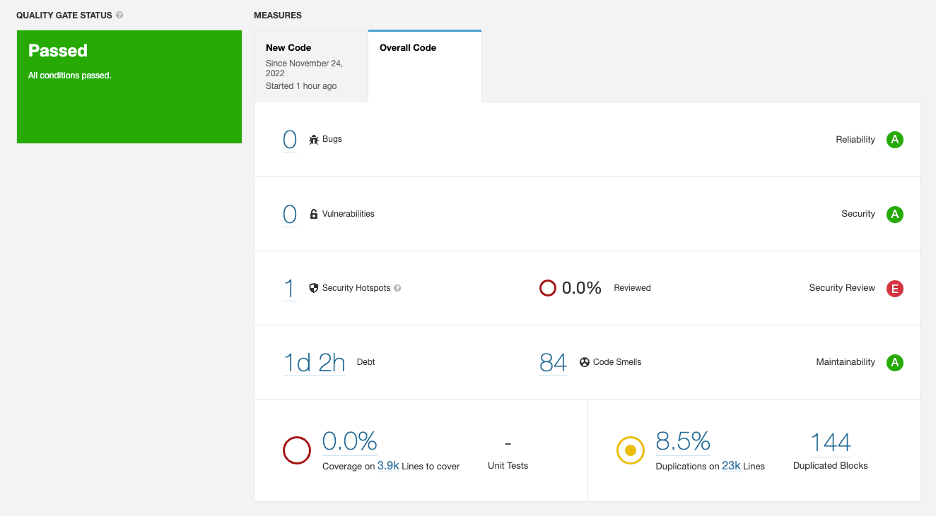 QUALITY GATE STATUS ?
MEASURES
Passed
All conditions passed.
New Code
Since November 24,
2022
Started 1 hour ago
Overall Code
0 Bugs
Reliability A
0 Vulnerabilities
Security A
1 Security Hotspots ?
0.0% Reviewed
Security Review E
1d 2h Debt
84 Code Smells
Maintainability A
0.0%
Coverage on 3.9k Lines to cover
-
Unit Tests
8.5%
Duplications on 23k Lines
144
Duplicated Blocks